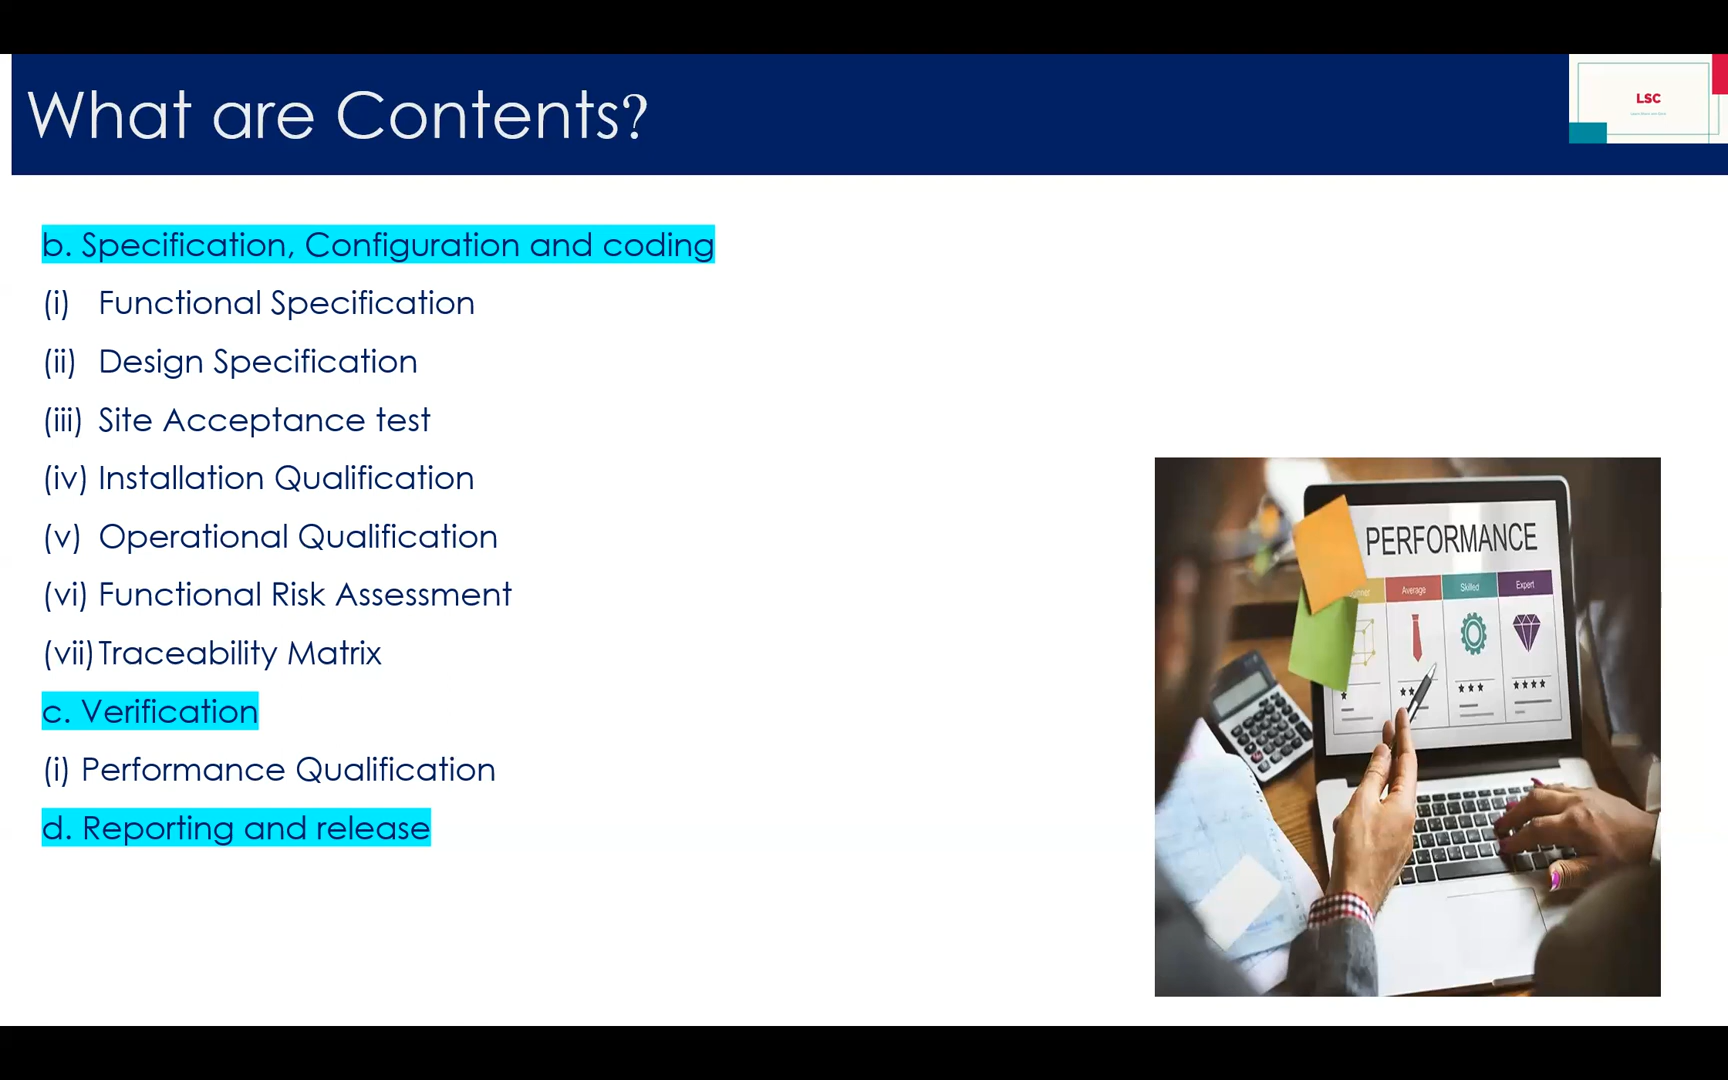 What are Contents?
LSC
b. Specification, Configuration and coding
(i) Functional Specification
(ii) Design Specification
(iii) Site Acceptance test
(iv) Installation Qualification
(v) Operational Qualification
(vi) Functional Risk Assessment
(vii) Traceability Matrix
c. Verification
(i) Performance Qualification
d. Reporting and release
PERFORMANCE
Average Skilled Expert